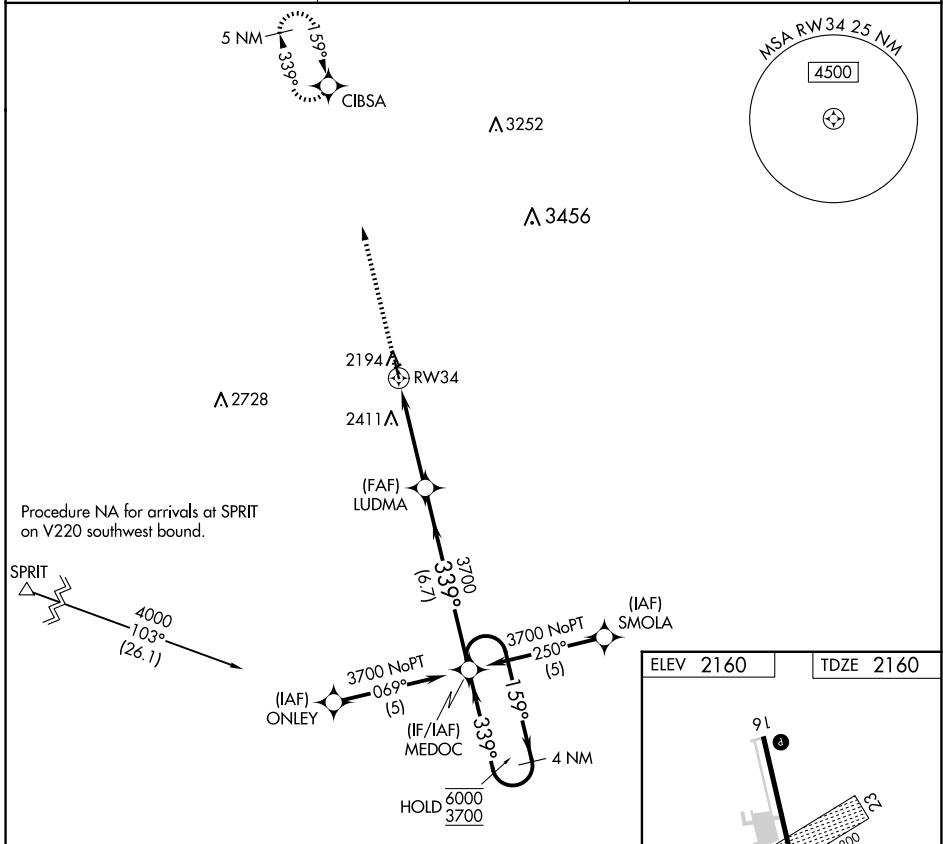 5 NM
159°
339°
CIBSA
MSA RW34 25 NM
4500
3252
3456
2194
RW34
2728
2411
(FAF)
LUDMA
Procedure NA for arrivals at SPRIT
on V220 southwest bound.
SPRIT
4000
103°
(26.1)
3700
339°
(6.7)
(IAF)
SMOLA
3700 NoPT
250°
(5)
3700 NoPT
069°
(5)
(IAF)
ONLEY
(IF/IAF)
MEDOC
339°
159°
4 NM
HOLD 6000
3700
ELEV 2160
TDZE 2160
16
P
23